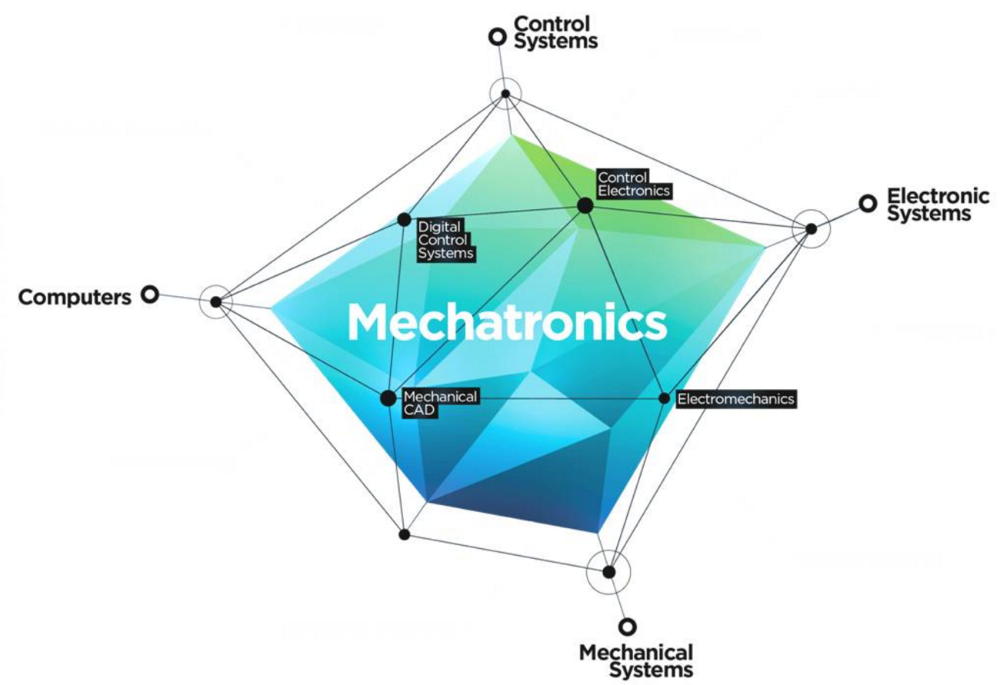 Control
Systems
Control
Electronics
Electronic
Systems
Digital
Control
Systems
Computers
Mechatronics
Mechanical
CAD
Electromechanics
Mechanical
Systems